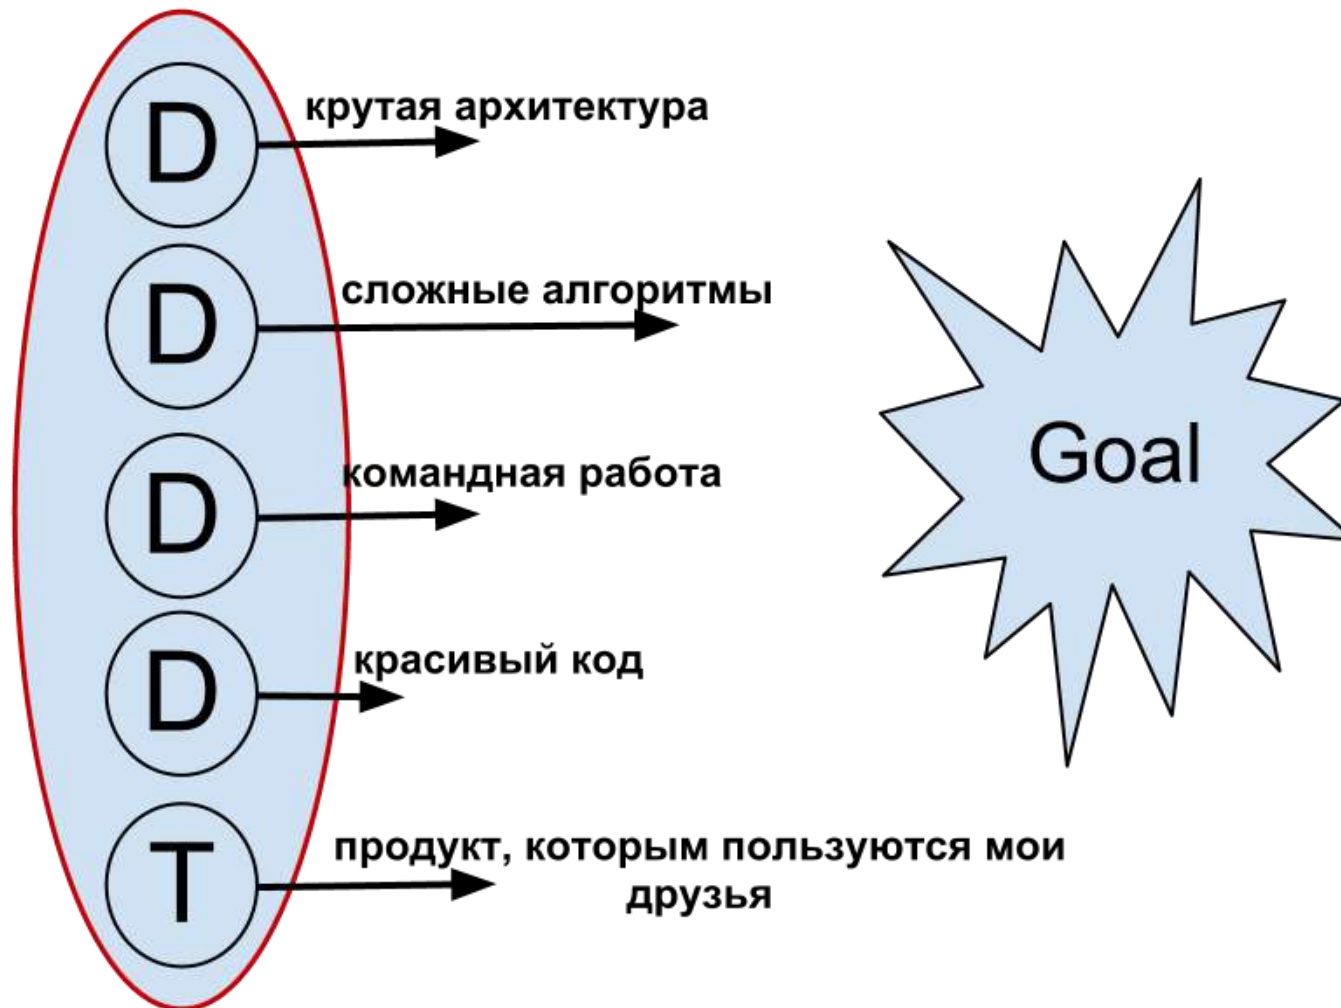 D
крутая архитектура
D
сложные алгоритмы
D
командная работа
Goal
D
красивый код
T
продукт, которым пользуются мои
друзья